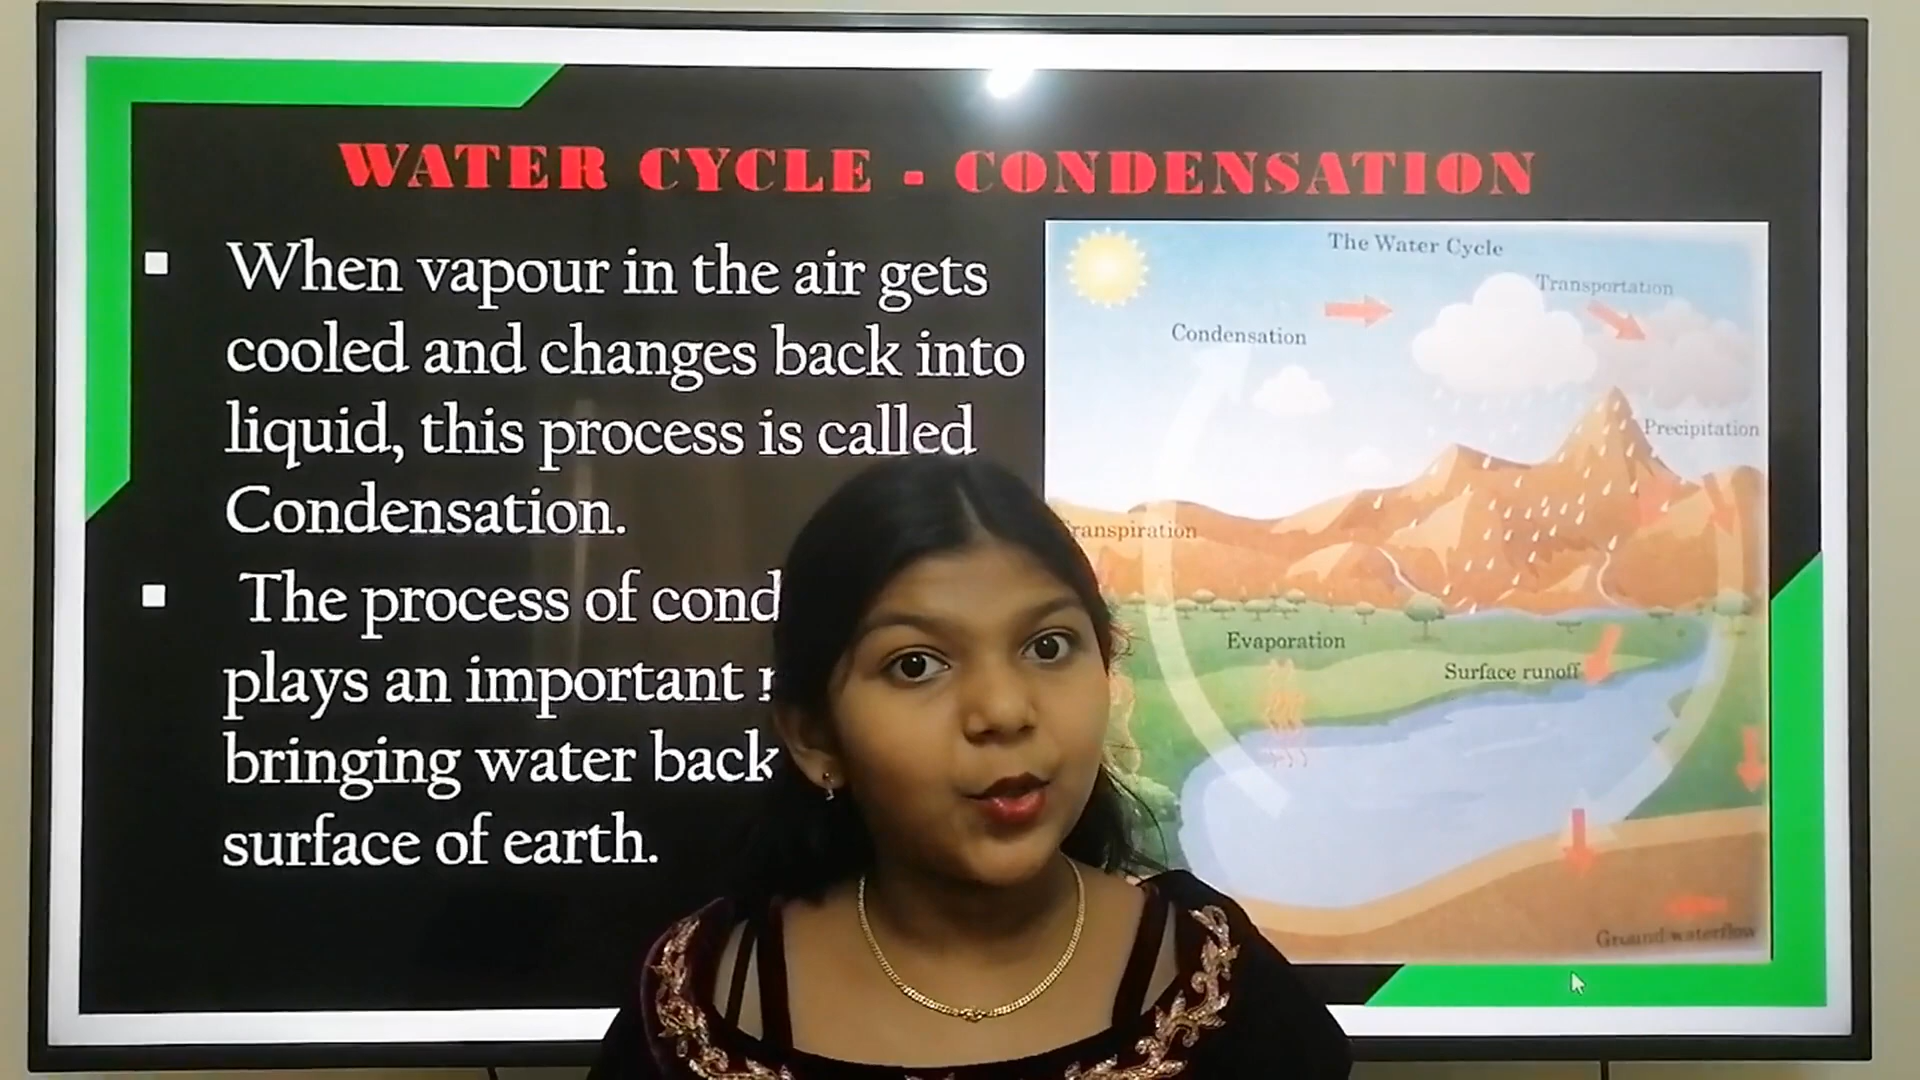 WATER CYCLE - CONDENSATION
When vapour in the air gets
cooled and changes back into
liquid, this process is called
Condensation.
The process of cond
plays an important
bringing water back
surface of earth.
The Water Cycle
Transportation
Condensation
Precipitation
ranspiration
Evaporation
Surface runoff
Ground waterflow